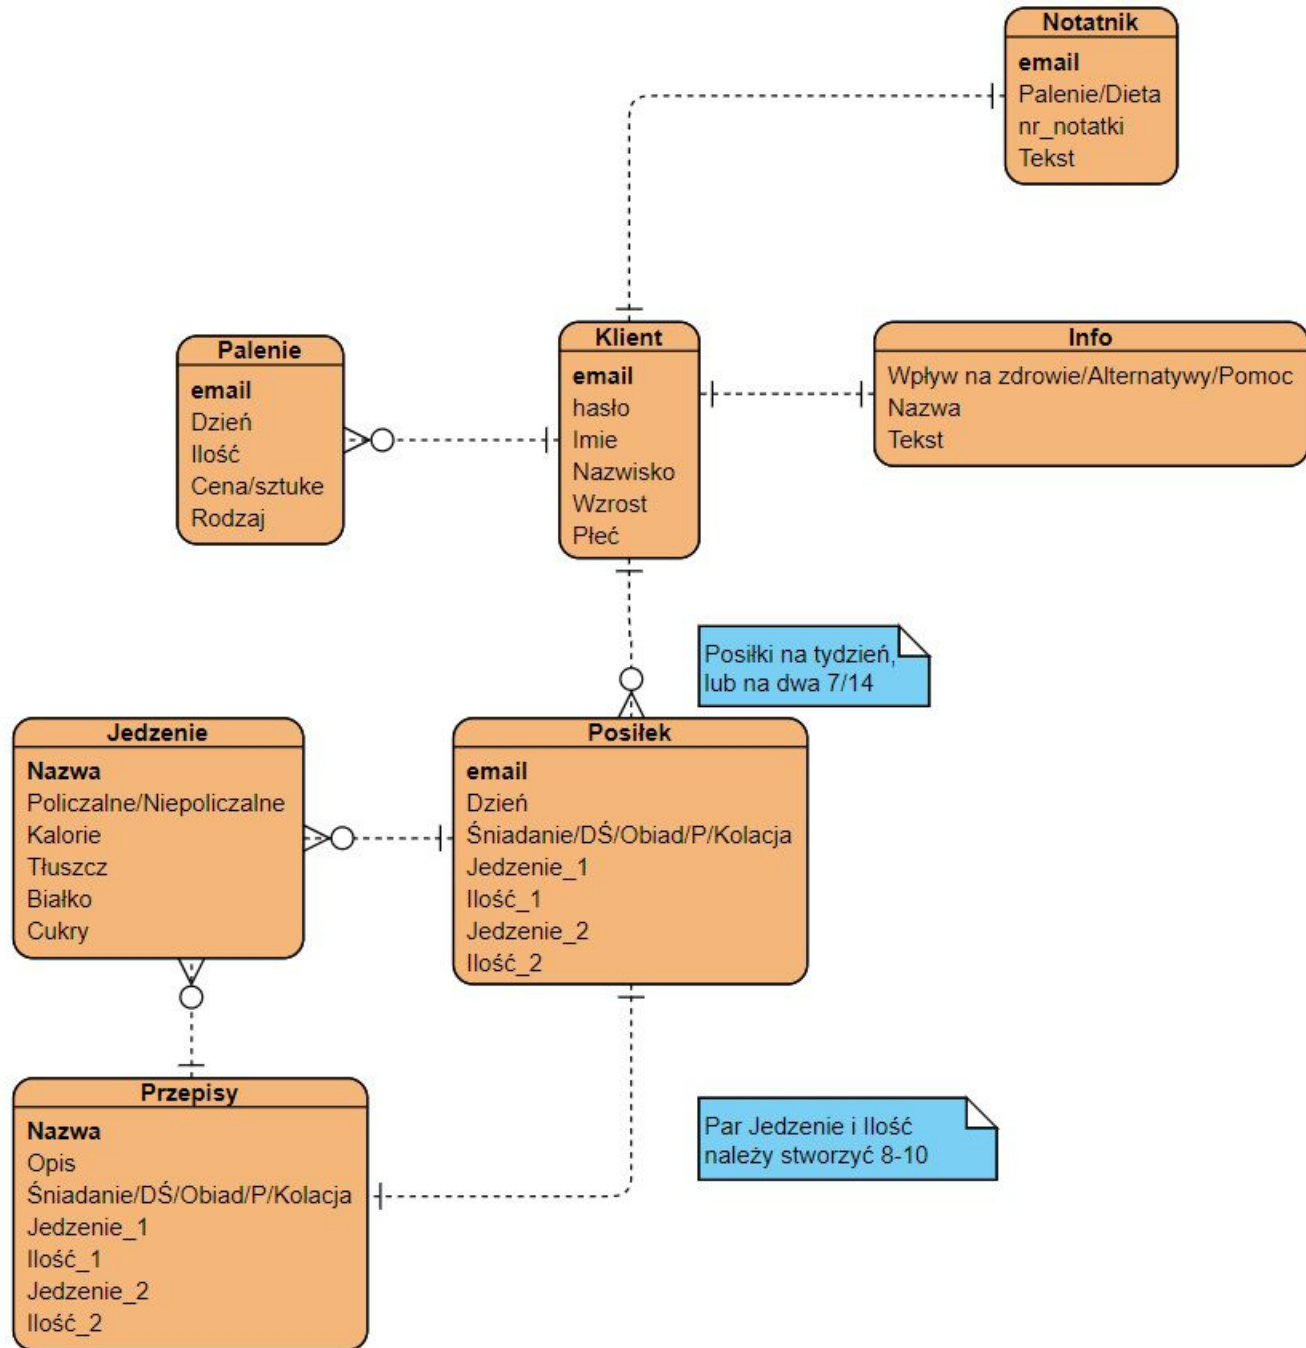 Notatnik
email
Palenie/Dieta
nr_notatki
Tekst
Palenie
email
Dzień
Ilość
Cena/sztuke
Rodzaj
Klient
email
hasło
Imie
Nazwisko
Wzrost
Płeć
Info
Wpływ na zdrowie/Alternatywy/Pomoc
Nazwa
Tekst
Posiłki na tydzień,
lub na dwa 7/14
Jedzenie
Nazwa
Policzalne/Niepoliczalne
Kalorie
Tłuszcz
Białko
Cukry
Posiłek
email
Dzień
Śniadanie/DŚ/Obiad/P/Kolacja
Jedzenie_1
Ilość_1
Jedzenie_2
Ilość_2
Przepisy
Nazwa
Opis
Śniadanie/DŚ/Obiad/P/Kolacja
Jedzenie_1
Ilość_1
Jedzenie_2
Ilość_2
Par Jedzenie i Ilość
należy stworzyć 8-10